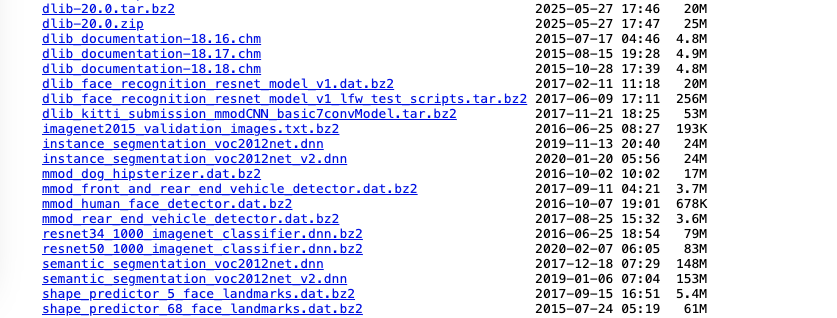 dlib-20.0.tar.bz2 2025-05-27 17:46 20M
dlib-20.0.zip 2025-05-27 17:47 25M
dlib_documentation-18.16.chm 2015-07-17 04:46 4.8M
dlib_documentation-18.17.chm 2015-08-15 19:28 4.9M
dlib_documentation-18.18.chm 2015-10-28 17:39 4.8M
dlib_face_recognition_resnet_model_v1.dat.bz2 2017-02-11 11:18 20M
dlib_face_recognition_resnet_model_v1_lfw_test_scripts.tar.bz2 2017-06-09 17:11 256M
dlib_kitti_submission_mmodCNN_basic7convModel.tar.bz2 2017-11-21 18:25 53M
imagenet2015_validation_images.txt.bz2 2016-06-25 08:27 193K
instance_segmentation_voc2012net.dnn 2019-11-13 20:40 24M
instance_segmentation_voc2012net_v2.dnn 2020-01-20 05:56 24M
mmod_dog_hipsterizer.dat.bz2 2016-10-02 10:02 17M
mmod_front_and_rear_end_vehicle_detector.dat.bz2 2017-09-11 04:21 3.7M
mmod_human_face_detector.dat.bz2 2016-10-07 19:01 678K
mmod_rear_end_vehicle_detector.dat.bz2 2017-08-25 15:32 3.6M
resnet34_1000_imagenet_classifier.dnn.bz2 2016-06-25 18:54 79M
resnet50_1000_imagenet_classifier.dnn.bz2 2020-02-07 06:05 83M
semantic_segmentation_voc2012net.dnn 2017-12-18 07:29 148M
semantic_segmentation_voc2012net_v2.dnn 2019-01-06 07:04 153M
shape_predictor_5_face_landmarks.dat.bz2 2017-09-15 16:51 5.4M
shape_predictor_68_face_landmarks.dat.bz2 2015-07-24 05:19 61M